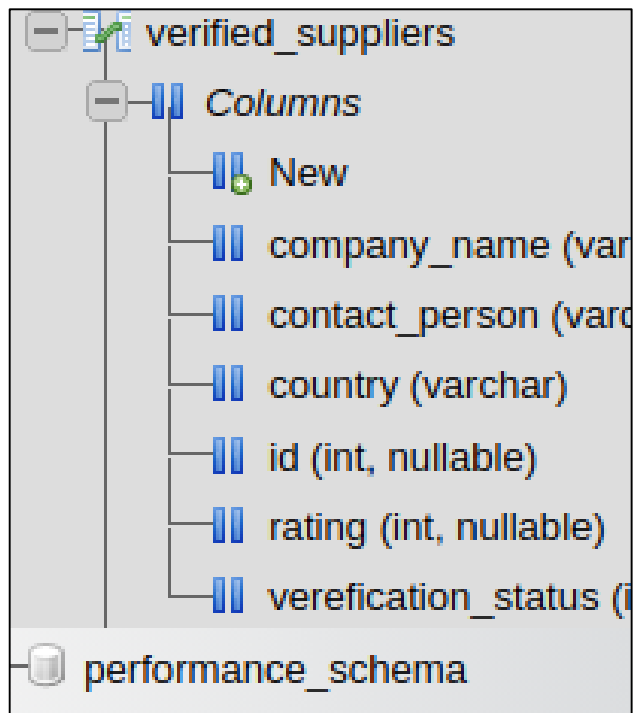 verified_suppliers
Columns
New
company_name (var
contact_person (varc
country (varchar)
id (int, nullable)
rating (int, nullable)
verefication_status (i
performance_schema